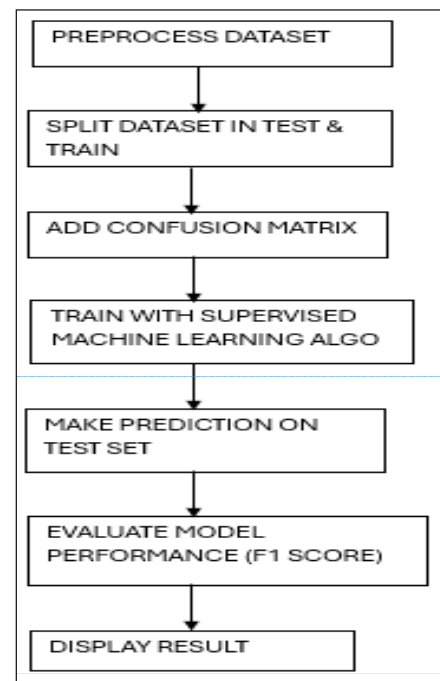 PREPROCESS DATASET
SPLIT DATASET IN TEST &
TRAIN
ADD CONFUSION MATRIX
TRAIN WITH SUPERVISED
MACHINE LEARNING ALGO
MAKE PREDICTION ON
TEST SET
EVALUATE MODEL
PERFORMANCE (F1 SCORE)
DISPLAY RESULT